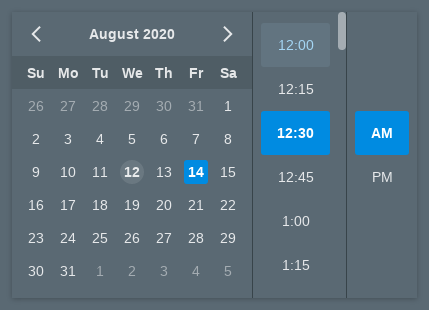 August 2020
Su Mo Tu We Th Fr Sa
26 27 28 29 30 31 1
2 3 4 5 6 7 8
9 10 11 12 13 14 15
16 17 18 19 20 21 22
23 24 25 26 27 28 29
30 31 1 2 3 4 5
12:00
12:15
12:30
12:45
1:00
1:15
AM
PM